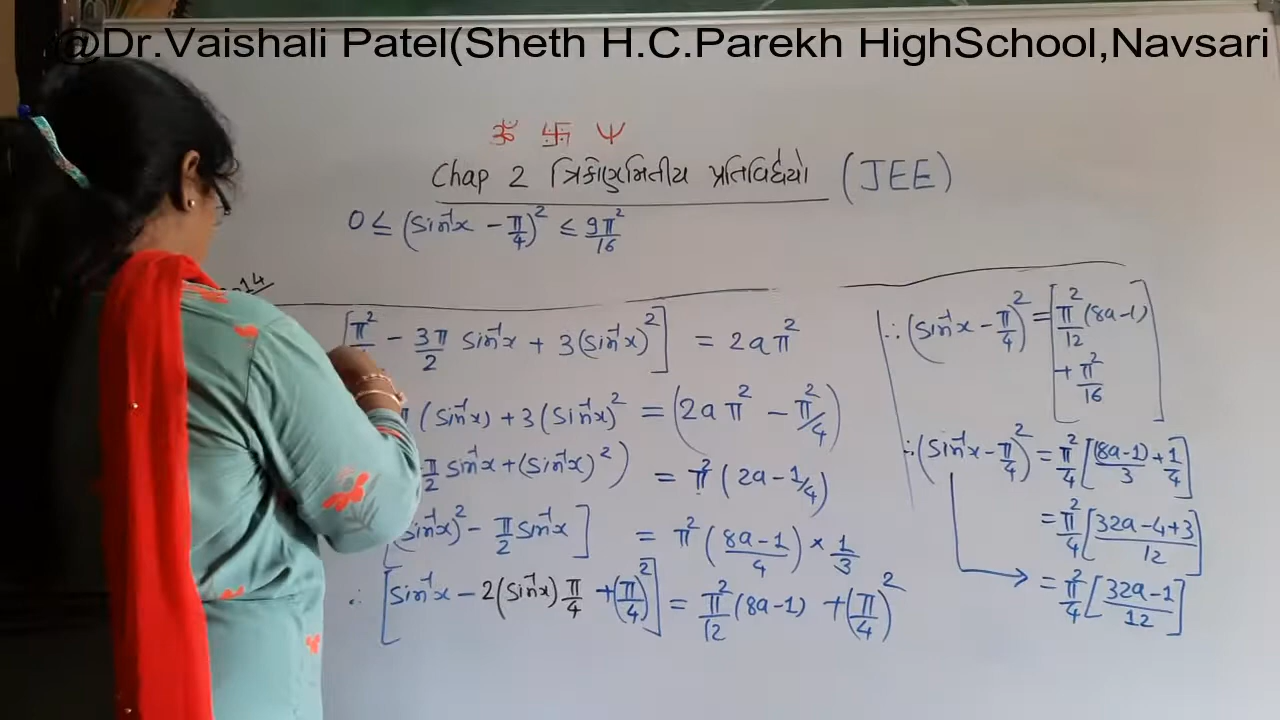 @Dr.Vaishali Patel(Sheth H.C.Parekh HighSchool,Navsari
ૐ 卐 Ψ
Chap 2 ત્રિકોણમિતીય પ્રતિવિધેયો (JEE)
0 ≤ (sin⁻¹x − π/4)² ≤ 9π²/16
14
[π² − 3π/2 sin⁻¹x + 3(sin⁻¹x)²] = 2aπ²
(sin⁻¹x) + 3(sin⁻¹x)² = (2aπ² − π²/4)
π/2 sin⁻¹x + (sin⁻¹x)²) = π²(2a − 1/4)
[(sin⁻¹x)² − π/2 sin⁻¹x] = π²(8a−1/4) × 1/3
∴ [sin⁻¹x − 2(sin⁻¹x)π/4 + (π/4)²] = π²/12 (8a−1) + (π/4)²
∴ (sin⁻¹x − π/4)² = [π²/12 (8a−1)
+ π²/16]
∴ (sin⁻¹x − π/4)² = π²/4 [(8a−1)/3 + 1/4]
= π²/4 [32a−4+3/12]
= π²/4 [32a−1/12]